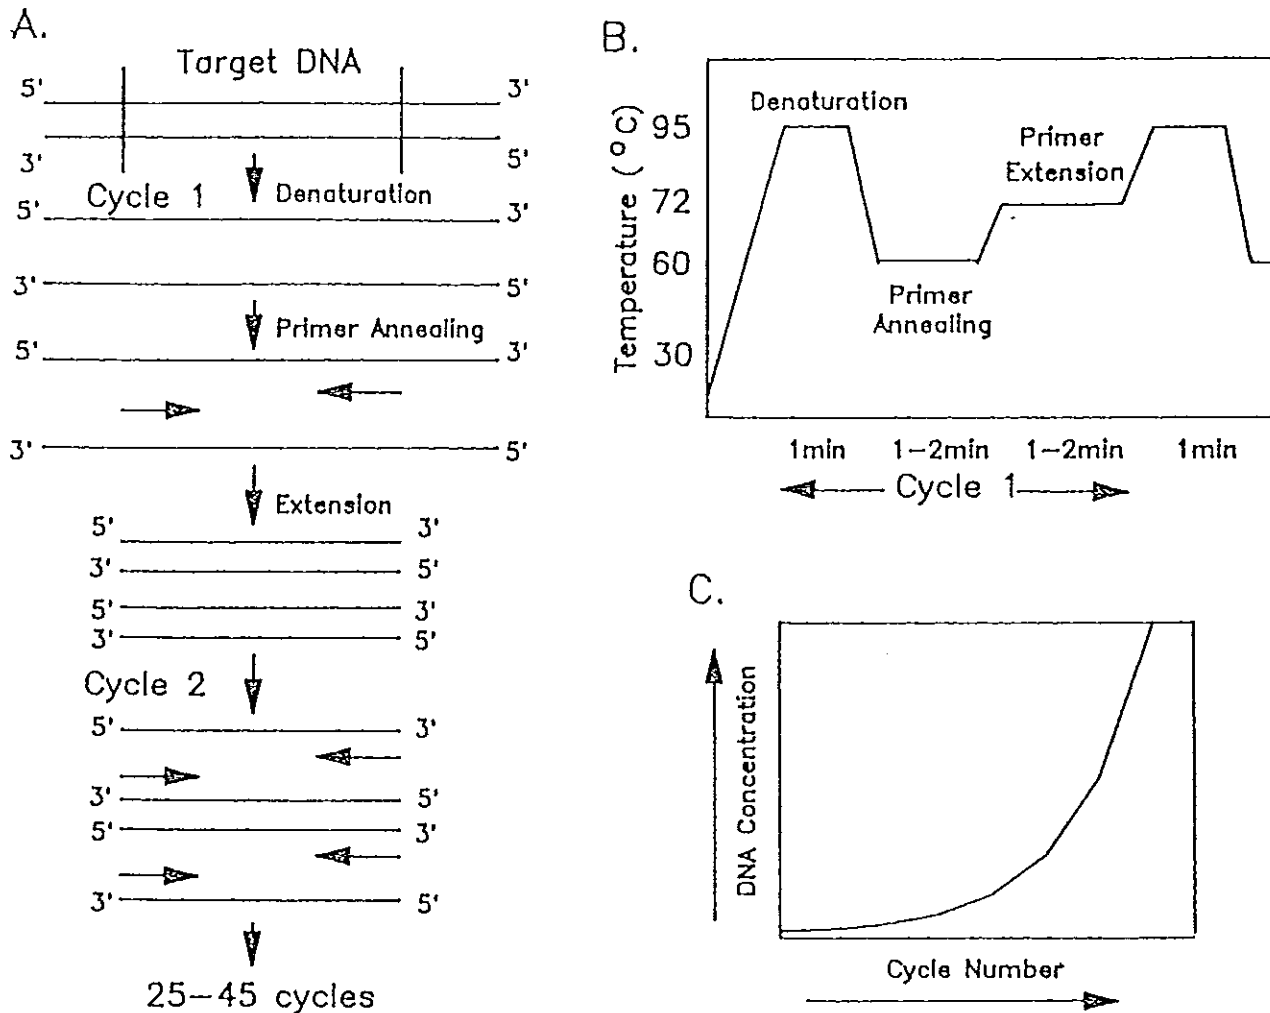 A.
Target DNA
5' 3'
3' 5'
Cycle 1 Denaturation
5' 3'
3' 5'
Primer Annealing
5' 3'
3' 5'
Extension
5' 3'
3' 5'
5' 3'
3' 5'
Cycle 2
5' 3'
3' 5'
5' 3'
3' 5'
25-45 cycles
B.
Temperature (°C)
95
72
60
30
Denaturation
Primer
Annealing
Primer
Extension
1min 1-2min 1-2min 1min
Cycle 1
C.
DNA Concentration
Cycle Number